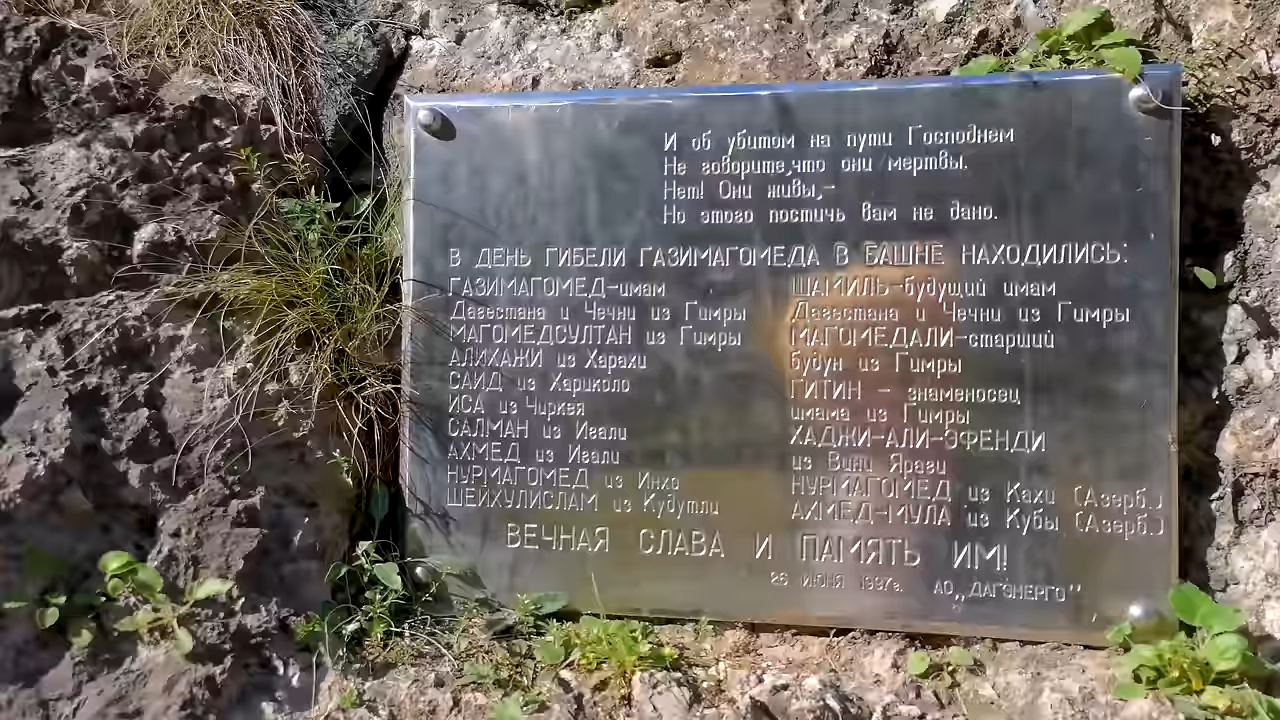 И об убитом на пути Господнем
Не говорите,что они мертвы.
Нет! Они живы,-
Но этого постичь вам не дано.
В ДЕНЬ ГИБЕЛИ ГАЗИМАГОМЕДА В БАШНЕ НАХОДИЛИСЬ:
ГАЗИМАГОМЕД-имам
Дагестана и Чечни из Гимры
МАГОМЕДСУЛТАН из Гимры
АЛИХАЖИ из Харахи
САИД из Хариколо
ИСА из Чиркея
САЛМАН из Игали
АХМЕД из Игали
НУРМАГОМЕД из Инхо
ШЕЙХУЛИСЛАМ из Кудутли
ШАМИЛЬ-будущий имам
Дагестана и Чечни из Гимры
МАГОМЕДАЛИ-старший
будун из Гимры
ГИТИН - знаменосец
имама из Гимры
ХАДЖИ-АЛИ-ЭФЕНДИ
из Вини Яраги
НУРМАГОМЕД из Кахи (Азерб.)
АХМЕД-МУЛА из Кубы (Азерб.)
ВЕЧНАЯ СЛАВА И ПАМЯТЬ ИМ!
26 ИЮНЯ 1997г. АО„ДАГЭНЕРГО"